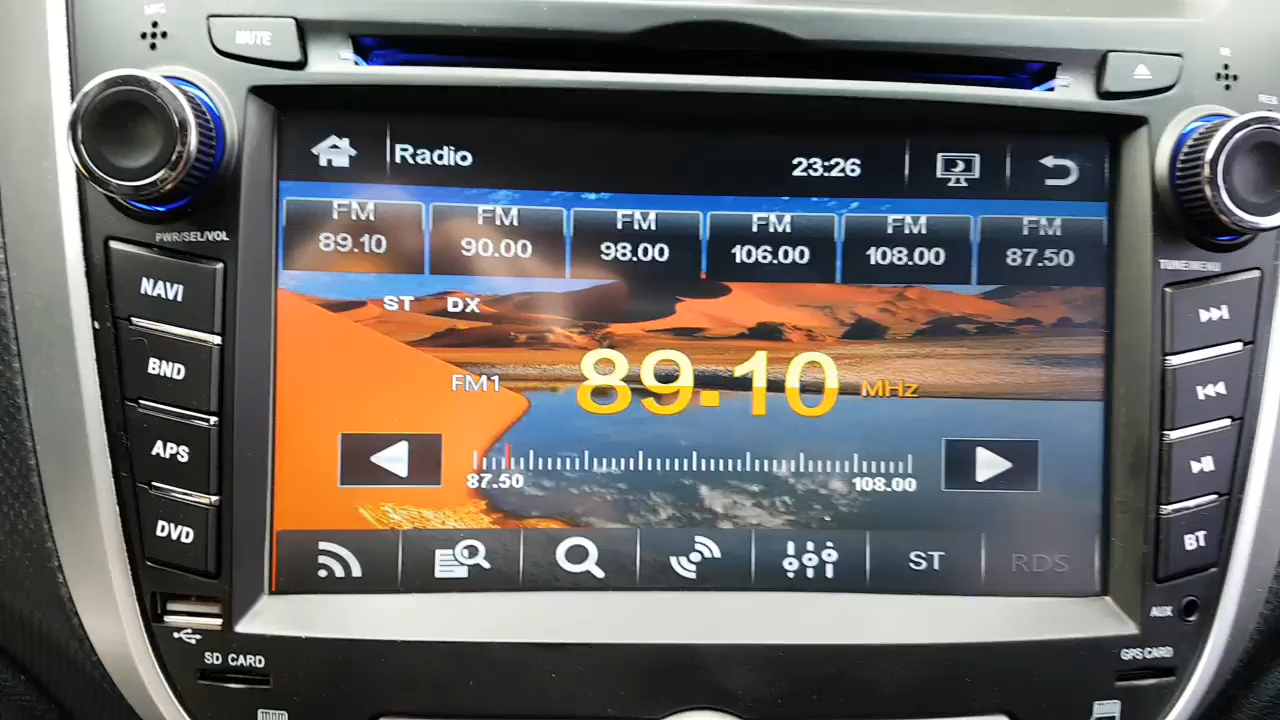 MIC
MUTE
RES
PWR/SEL/VOL
TUNE/MENU
NAVI
BND
APS
DVD
Radio
23:26
FM
89.10
FM
90.00
FM
98.00
FM
106.00
FM
108.00
FM
87.50
ST DX
FM1 89.10 MHz
87.50 108.00
ST RDS
BT
AUX
SD CARD
GPS CARD